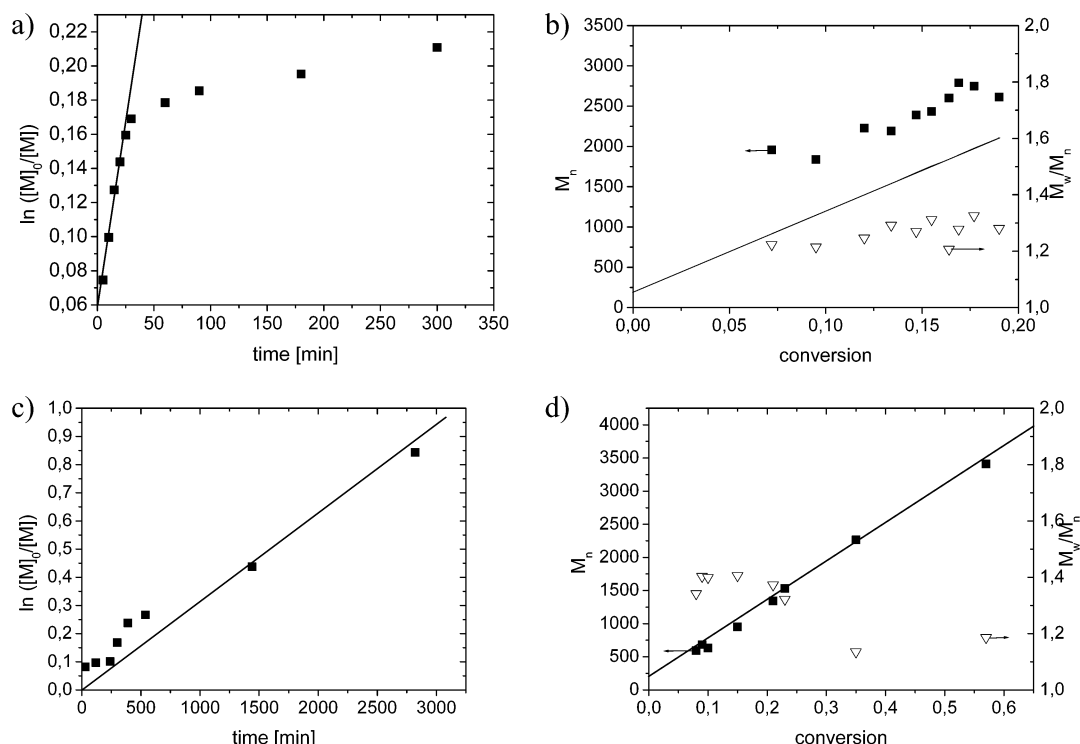 a)
0,22
0,20
0,18
0,16
0,14
0,12
0,10
0,08
0,06
ln ([M]₀/[M])
0 50 100 150 200 250 300 350
time [min]
b)
3500
3000
2500
2000
1500
1000
500
0
Mₙ
2,0
1,8
1,6
1,4
1,2
1,0
M_w/Mₙ
0,00 0,05 0,10 0,15 0,20
conversion
c)
1,0
0,9
0,8
0,7
0,6
0,5
0,4
0,3
0,2
0,1
0,0
ln ([M]₀/[M])
0 500 1000 1500 2000 2500 3000
time [min]
d)
4000
3500
3000
2500
2000
1500
1000
500
0
Mₙ
2,0
1,8
1,6
1,4
1,2
1,0
M_w/Mₙ
0,0 0,1 0,2 0,3 0,4 0,5 0,6
conversion